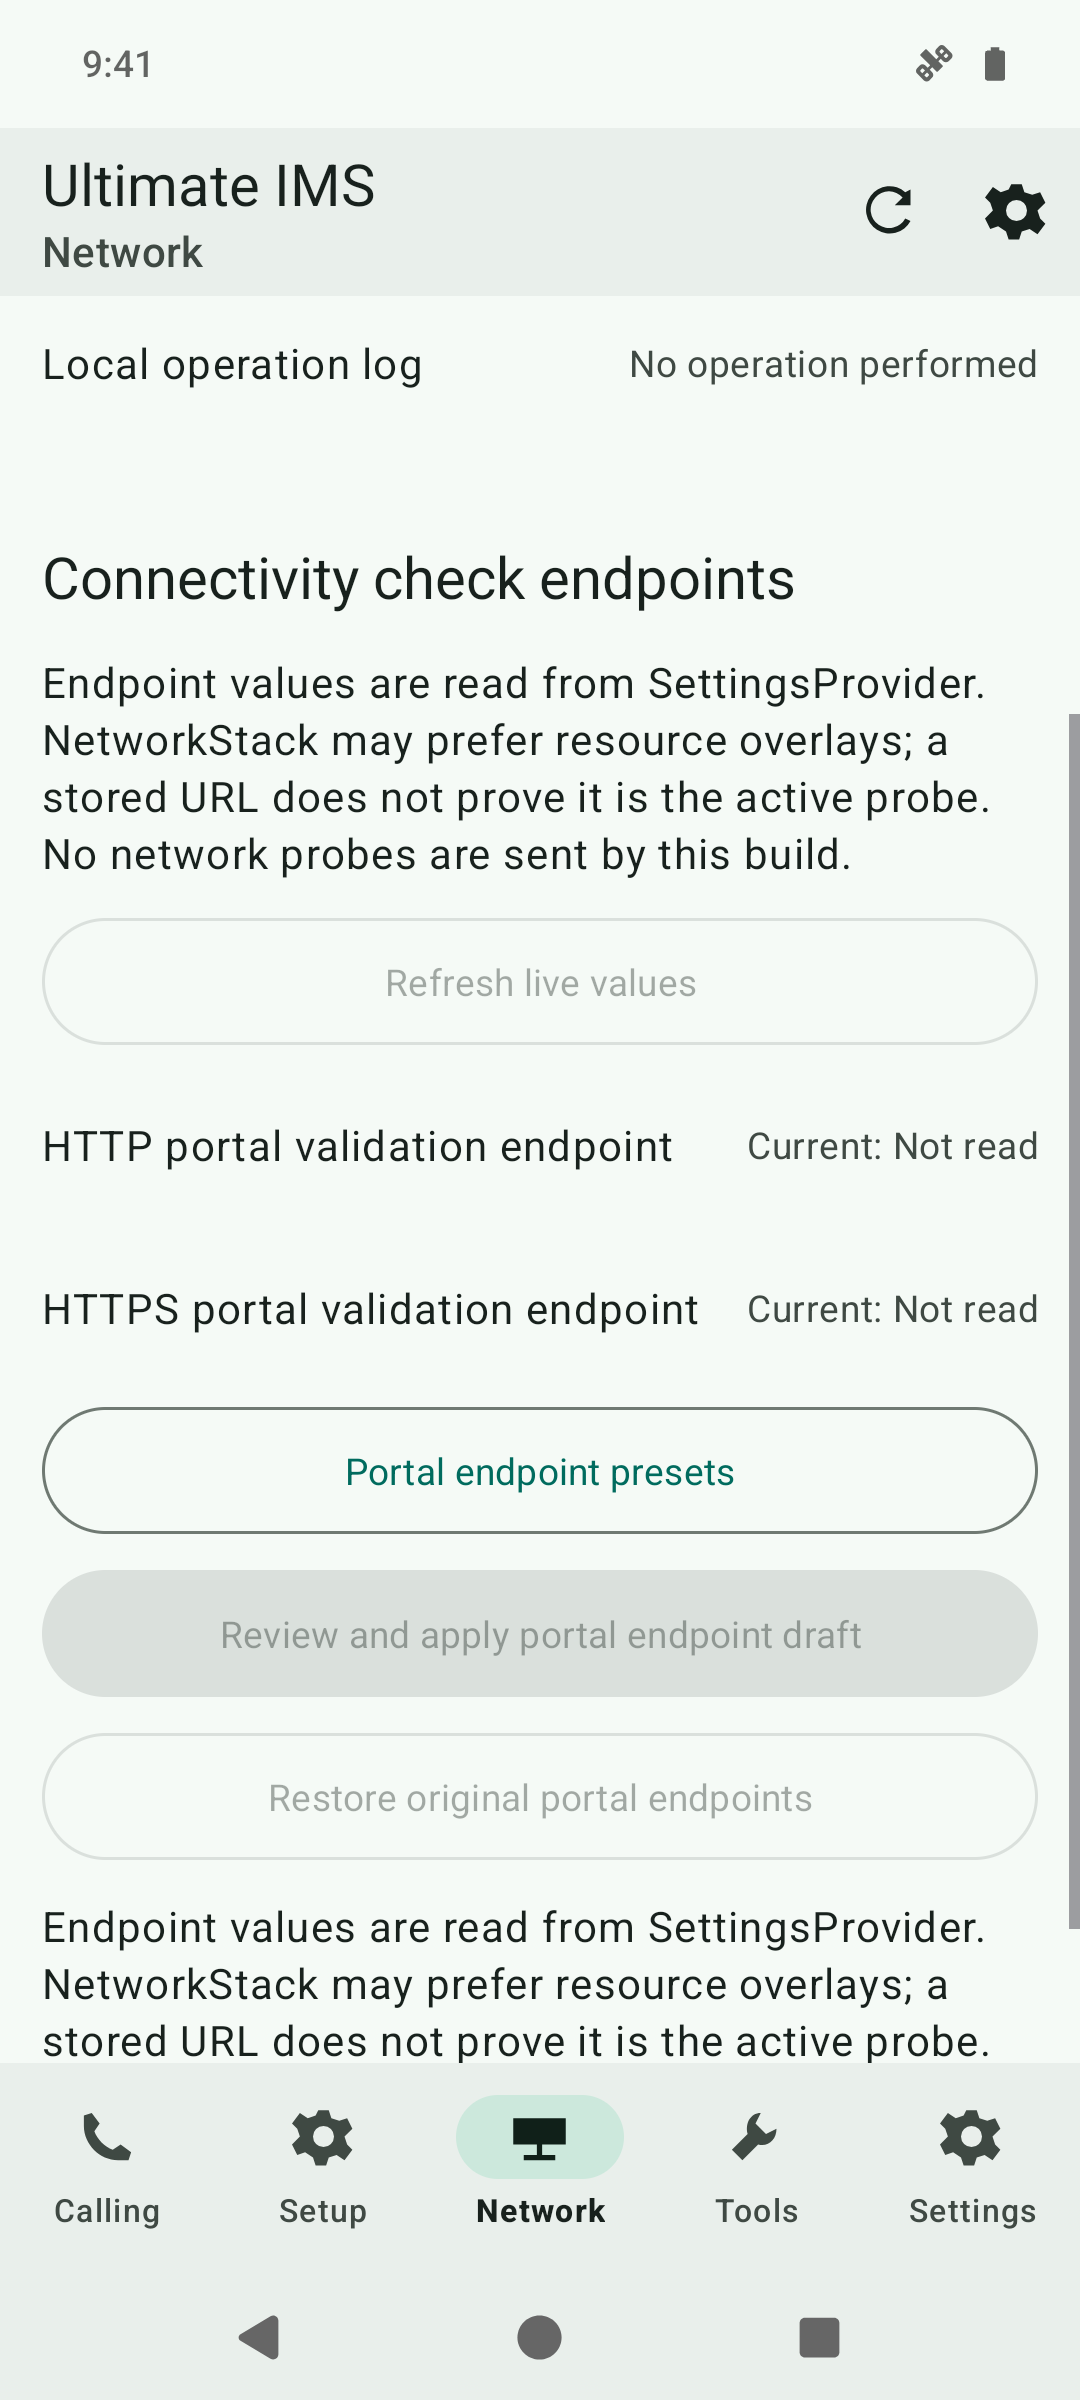 9:41
Ultimate IMS
Network
Local operation log
No operation performed
Connectivity check endpoints
Endpoint values are read from SettingsProvider.
NetworkStack may prefer resource overlays; a
stored URL does not prove it is the active probe.
No network probes are sent by this build.
Refresh live values
HTTP portal validation endpoint
Current: Not read
HTTPS portal validation endpoint
Current: Not read
Portal endpoint presets
Review and apply portal endpoint draft
Restore original portal endpoints
Endpoint values are read from SettingsProvider.
NetworkStack may prefer resource overlays; a
stored URL does not prove it is the active probe.
Calling
Setup
Network
Tools
Settings